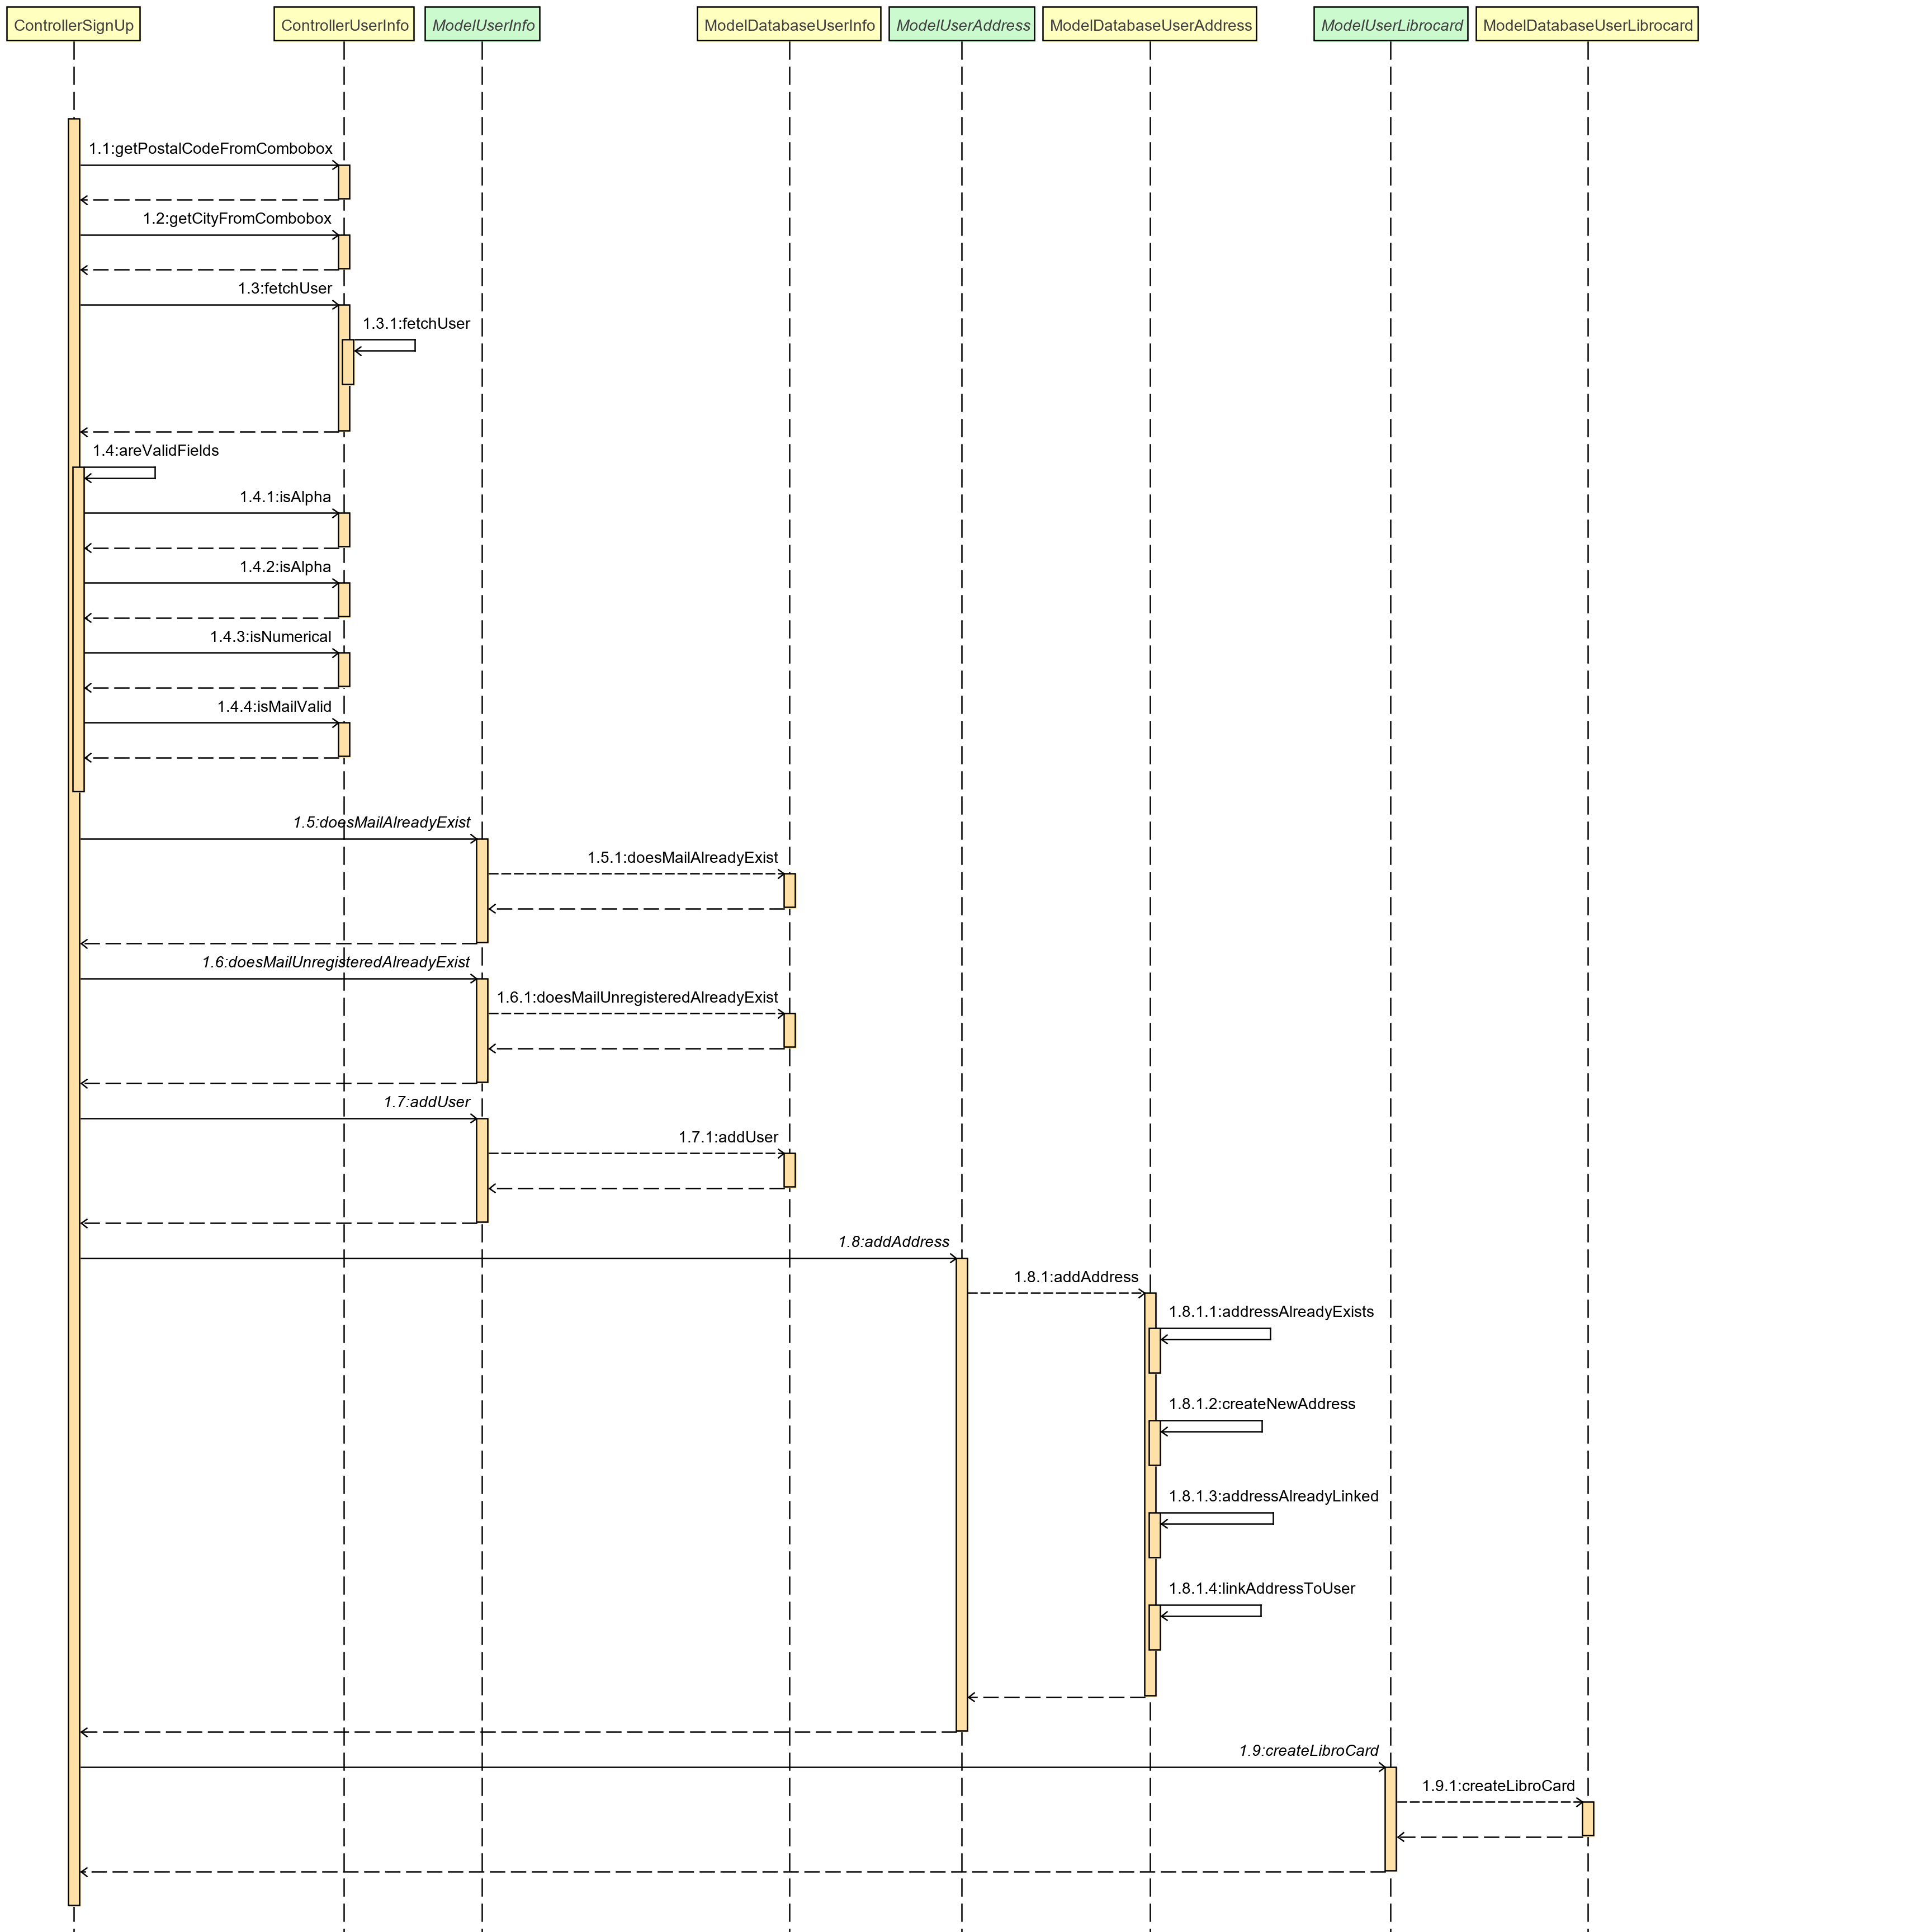 ControllerSignUp
ControllerUserInfo
ModelUserInfo
ModelDatabaseUserInfo
ModelUserAddress
ModelDatabaseUserAddress
ModelUserLibrocard
ModelDatabaseUserLibrocard
1.1:getPostalCodeFromCombobox
1.2:getCityFromCombobox
1.3:fetchUser
1.3.1:fetchUser
1.4:areValidFields
1.4.1:isAlpha
1.4.2:isAlpha
1.4.3:isNumerical
1.4.4:isMailValid
1.5:doesMailAlreadyExist
1.5.1:doesMailAlreadyExist
1.6:doesMailUnregisteredAlreadyExist
1.6.1:doesMailUnregisteredAlreadyExist
1.7:addUser
1.7.1:addUser
1.8:addAddress
1.8.1:addAddress
1.8.1.1:addressAlreadyExists
1.8.1.2:createNewAddress
1.8.1.3:addressAlreadyLinked
1.8.1.4:linkAddressToUser
1.9:createLibroCard
1.9.1:createLibroCard